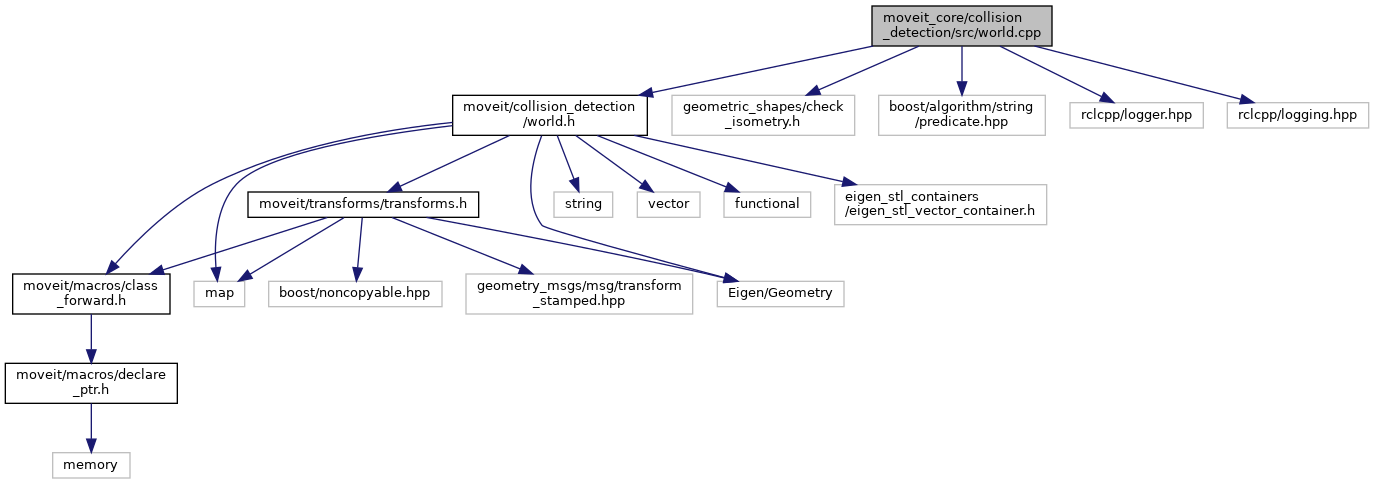 moveit_core/collision
_detection/src/world.cpp
moveit/collision_detection
/world.h
geometric_shapes/check
_isometry.h
boost/algorithm/string
/predicate.hpp
rclcpp/logger.hpp
rclcpp/logging.hpp
moveit/transforms/transforms.h
string
vector
functional
eigen_stl_containers
/eigen_stl_vector_container.h
moveit/macros/class
_forward.h
map
boost/noncopyable.hpp
geometry_msgs/msg/transform
_stamped.hpp
Eigen/Geometry
moveit/macros/declare
_ptr.h
memory